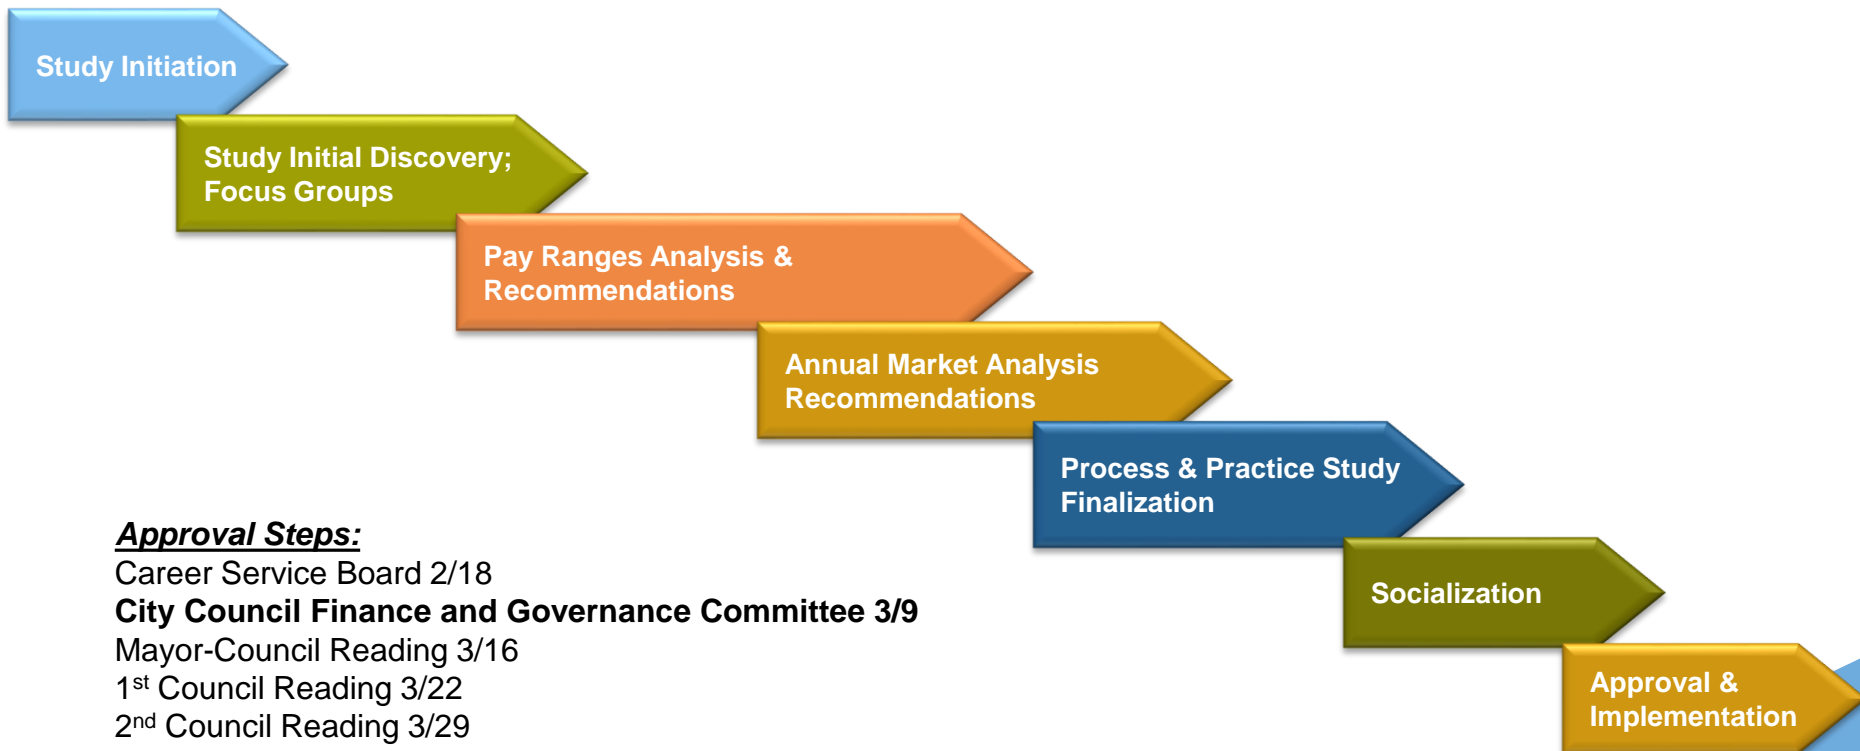 Study Initiation
Study Initial Discovery;
Focus Groups
Pay Ranges Analysis &
Recommendations
Annual Market Analysis
Recommendations
Process & Practice Study
Finalization
Socialization
Approval &
Implementation
Approval Steps:
Career Service Board 2/18
City Council Finance and Governance Committee 3/9
Mayor-Council Reading 3/16
1st Council Reading 3/22
2nd Council Reading 3/29